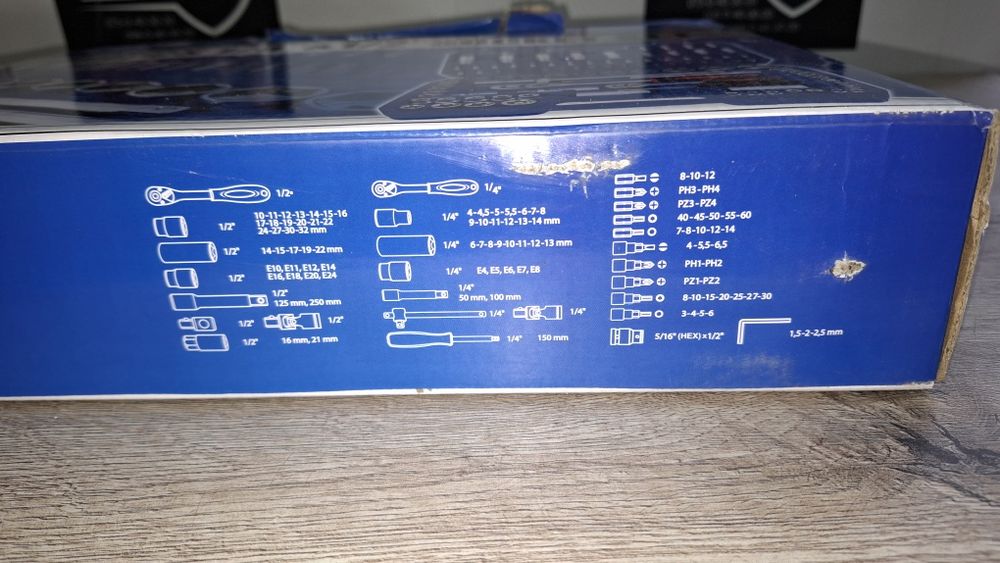 1/2"
1/2"
10-11-12-13-14-15-16
17-18-19-20-21-22
24-27-30-32 mm
1/2"
14-15-17-19-22 mm
1/2"
E10, E11, E12, E14
E16, E18, E20, E24
1/2"
125 mm, 250 mm
1/2"
1/2"
1/2"
16 mm, 21 mm
1/4"
1/4"
4-4,5-5-5,5-6-7-8
9-10-11-12-13-14 mm
1/4"
6-7-8-9-10-11-12-13 mm
1/4"
E4, E5, E6, E7, E8
1/4"
50 mm, 100 mm
1/4"
1/4"
1/4"
150 mm
8-10-12
PH3-PH4
PZ3-PZ4
40-45-50-55-60
7-8-10-12-14
4-5,5-6,5
PH1-PH2
PZ1-PZ2
8-10-15-20-25-27-30
3-4-5-6
5/16" (HEX)x1/2"
1,5-2-2,5 mm